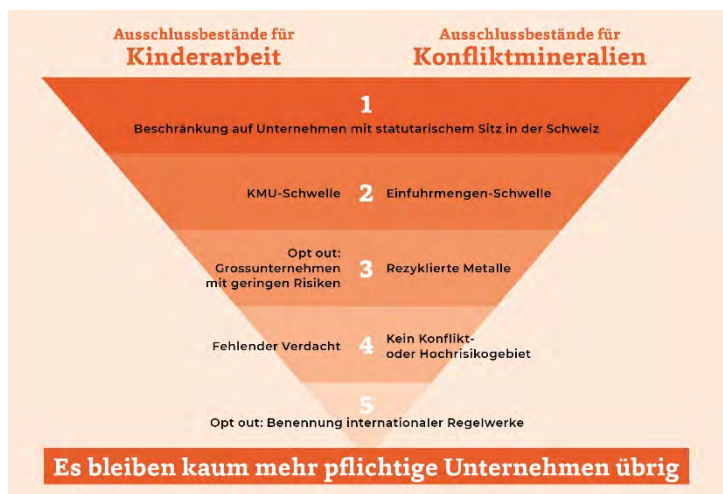 Ausschlussbestände für
Kinderarbeit
Ausschlussbestände für
Konfliktmineralien
1
Beschränkung auf Unternehmen mit statutarischem Sitz in der Schweiz
KMU-Schwelle
2
Einfuhrmengen-Schwelle
Opt out:
Grossunternehmen
mit geringen Risiken
3
Rezyklierte Metalle
Fehlender Verdacht
4
Kein Konflikt-
oder Hochrisikogebiet
5
Opt out: Benennung internationaler Regelwerke
Es bleiben kaum mehr pflichtige Unternehmen übrig